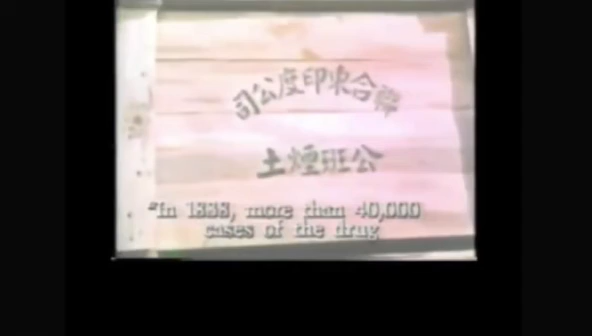 聯合東印度公司
公班煙土
"In 1838, more than 40,000
cases of the drug